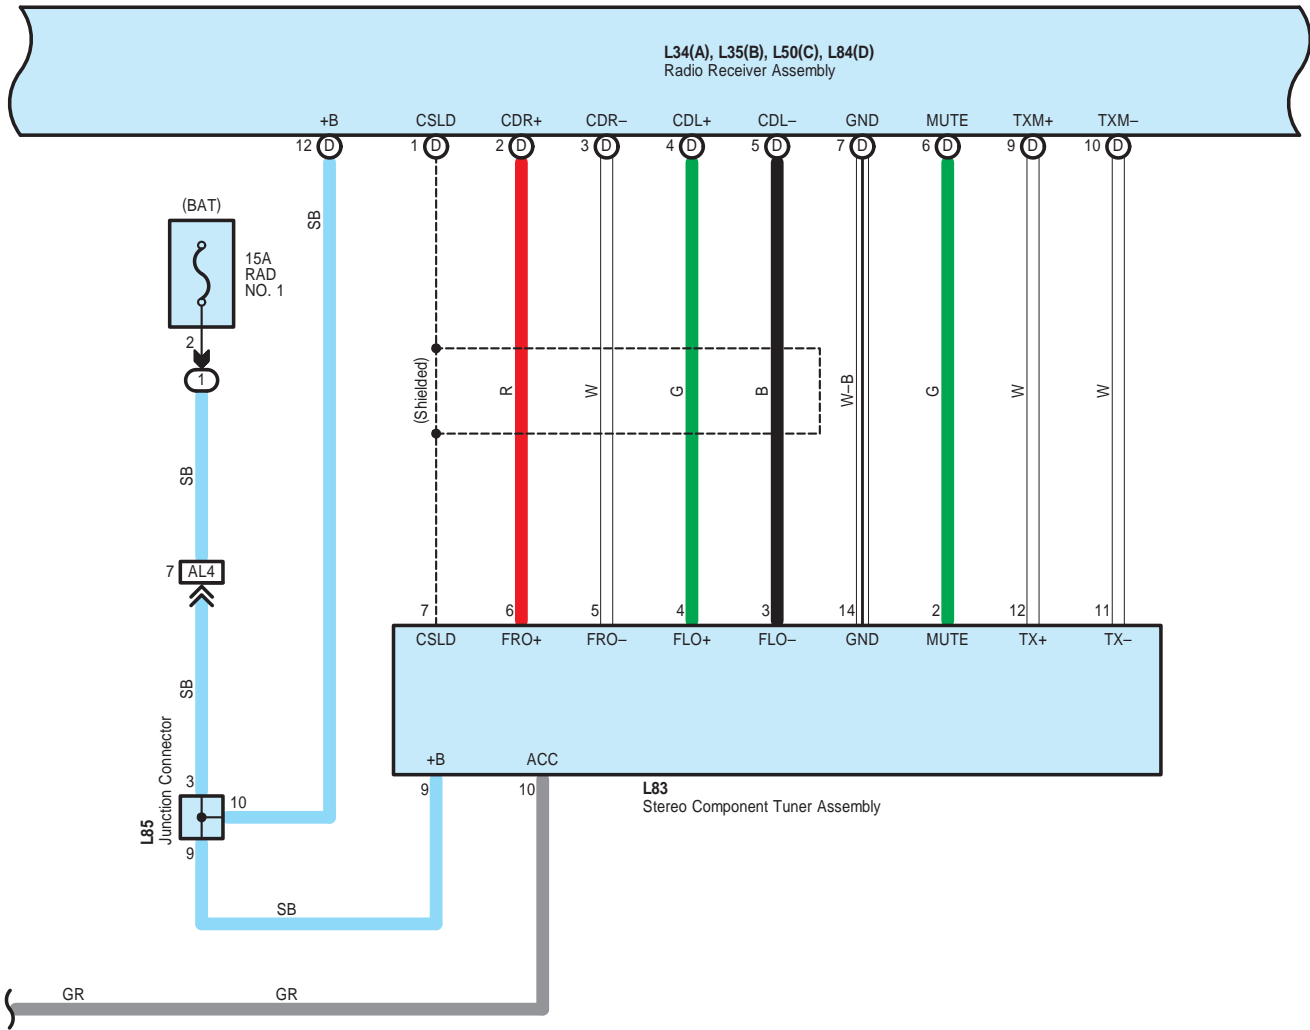 L34(A), L35(B), L50(C), L84(D)
Radio Receiver Assembly
+B CSLD CDR+ CDR– CDL+ CDL– GND MUTE TXM+ TXM–
12 D 1 D 2 D 3 D 4 D 5 D 7 D 6 D 9 D 10 D
SB
(BAT)
15A
RAD
NO. 1
2
1
(Shielded)
R W G B W–B G W W
SB
7 AL4
7 6 5 4 3 14 2 12 11
CSLD FRO+ FRO– FLO+ FLO– GND MUTE TX+ TX–
SB
+B ACC
9 10
L83
Stereo Component Tuner Assembly
3
10
9
L85
Junction Connector
SB
GR GR